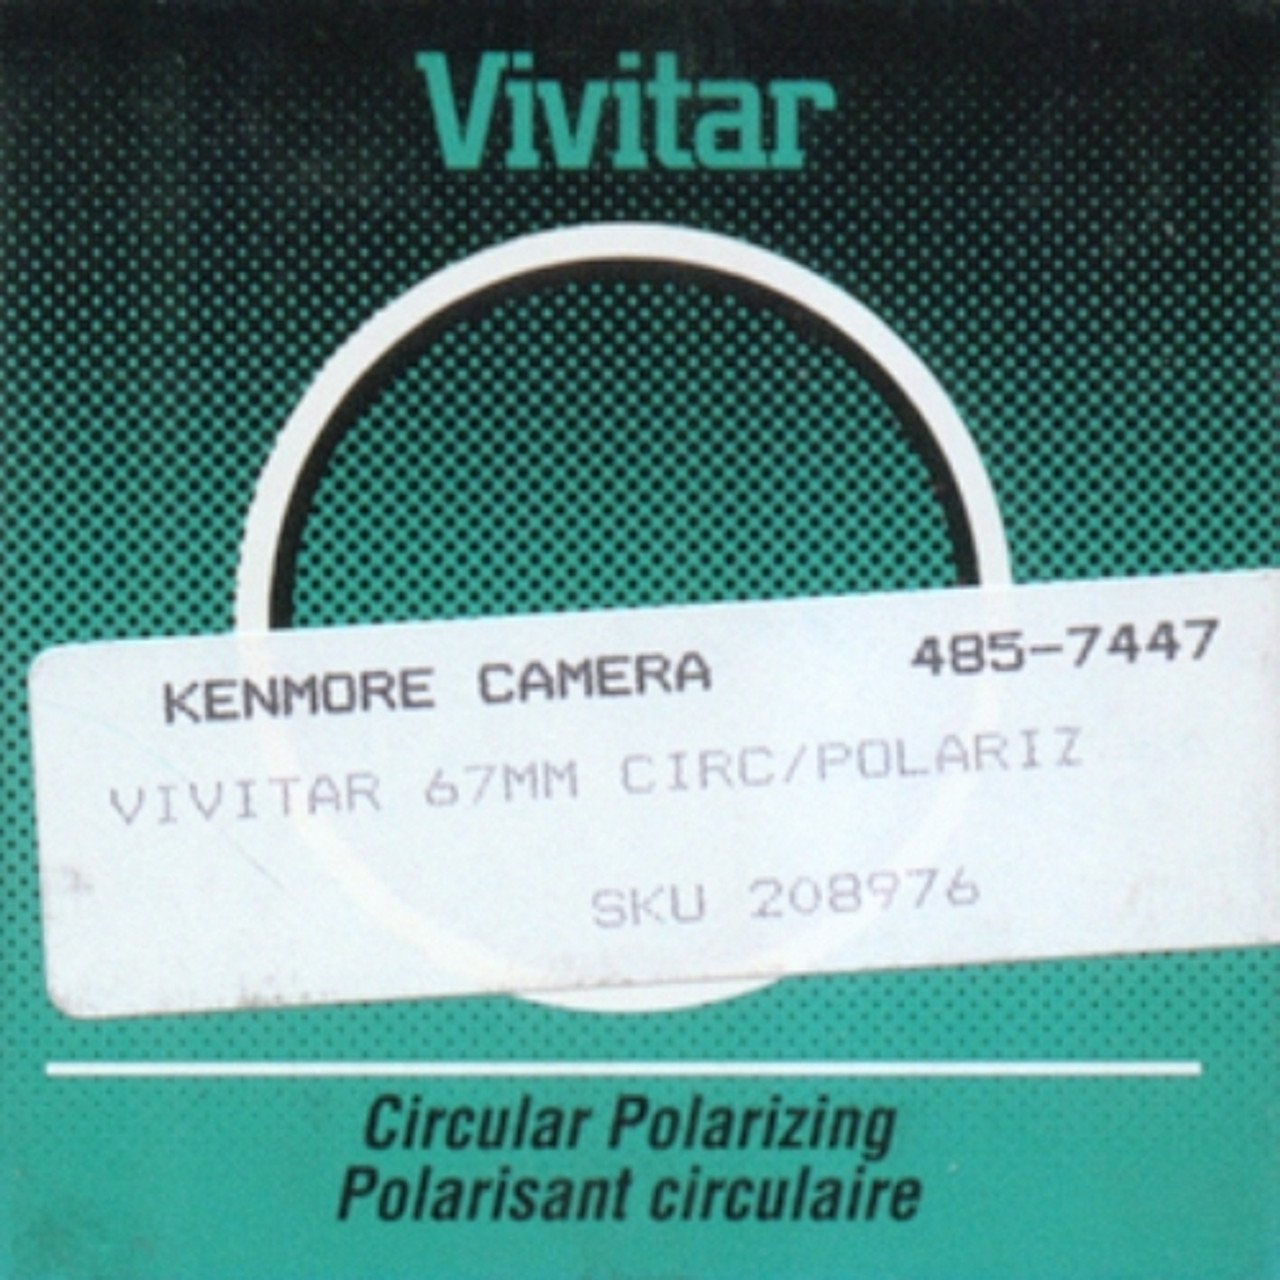 Vivitar
KENMORE CAMERA 485-7447
VIVITAR 67MM CIRC/POLARIZ
SKU 208976
Circular Polarizing
Polarisant circulaire